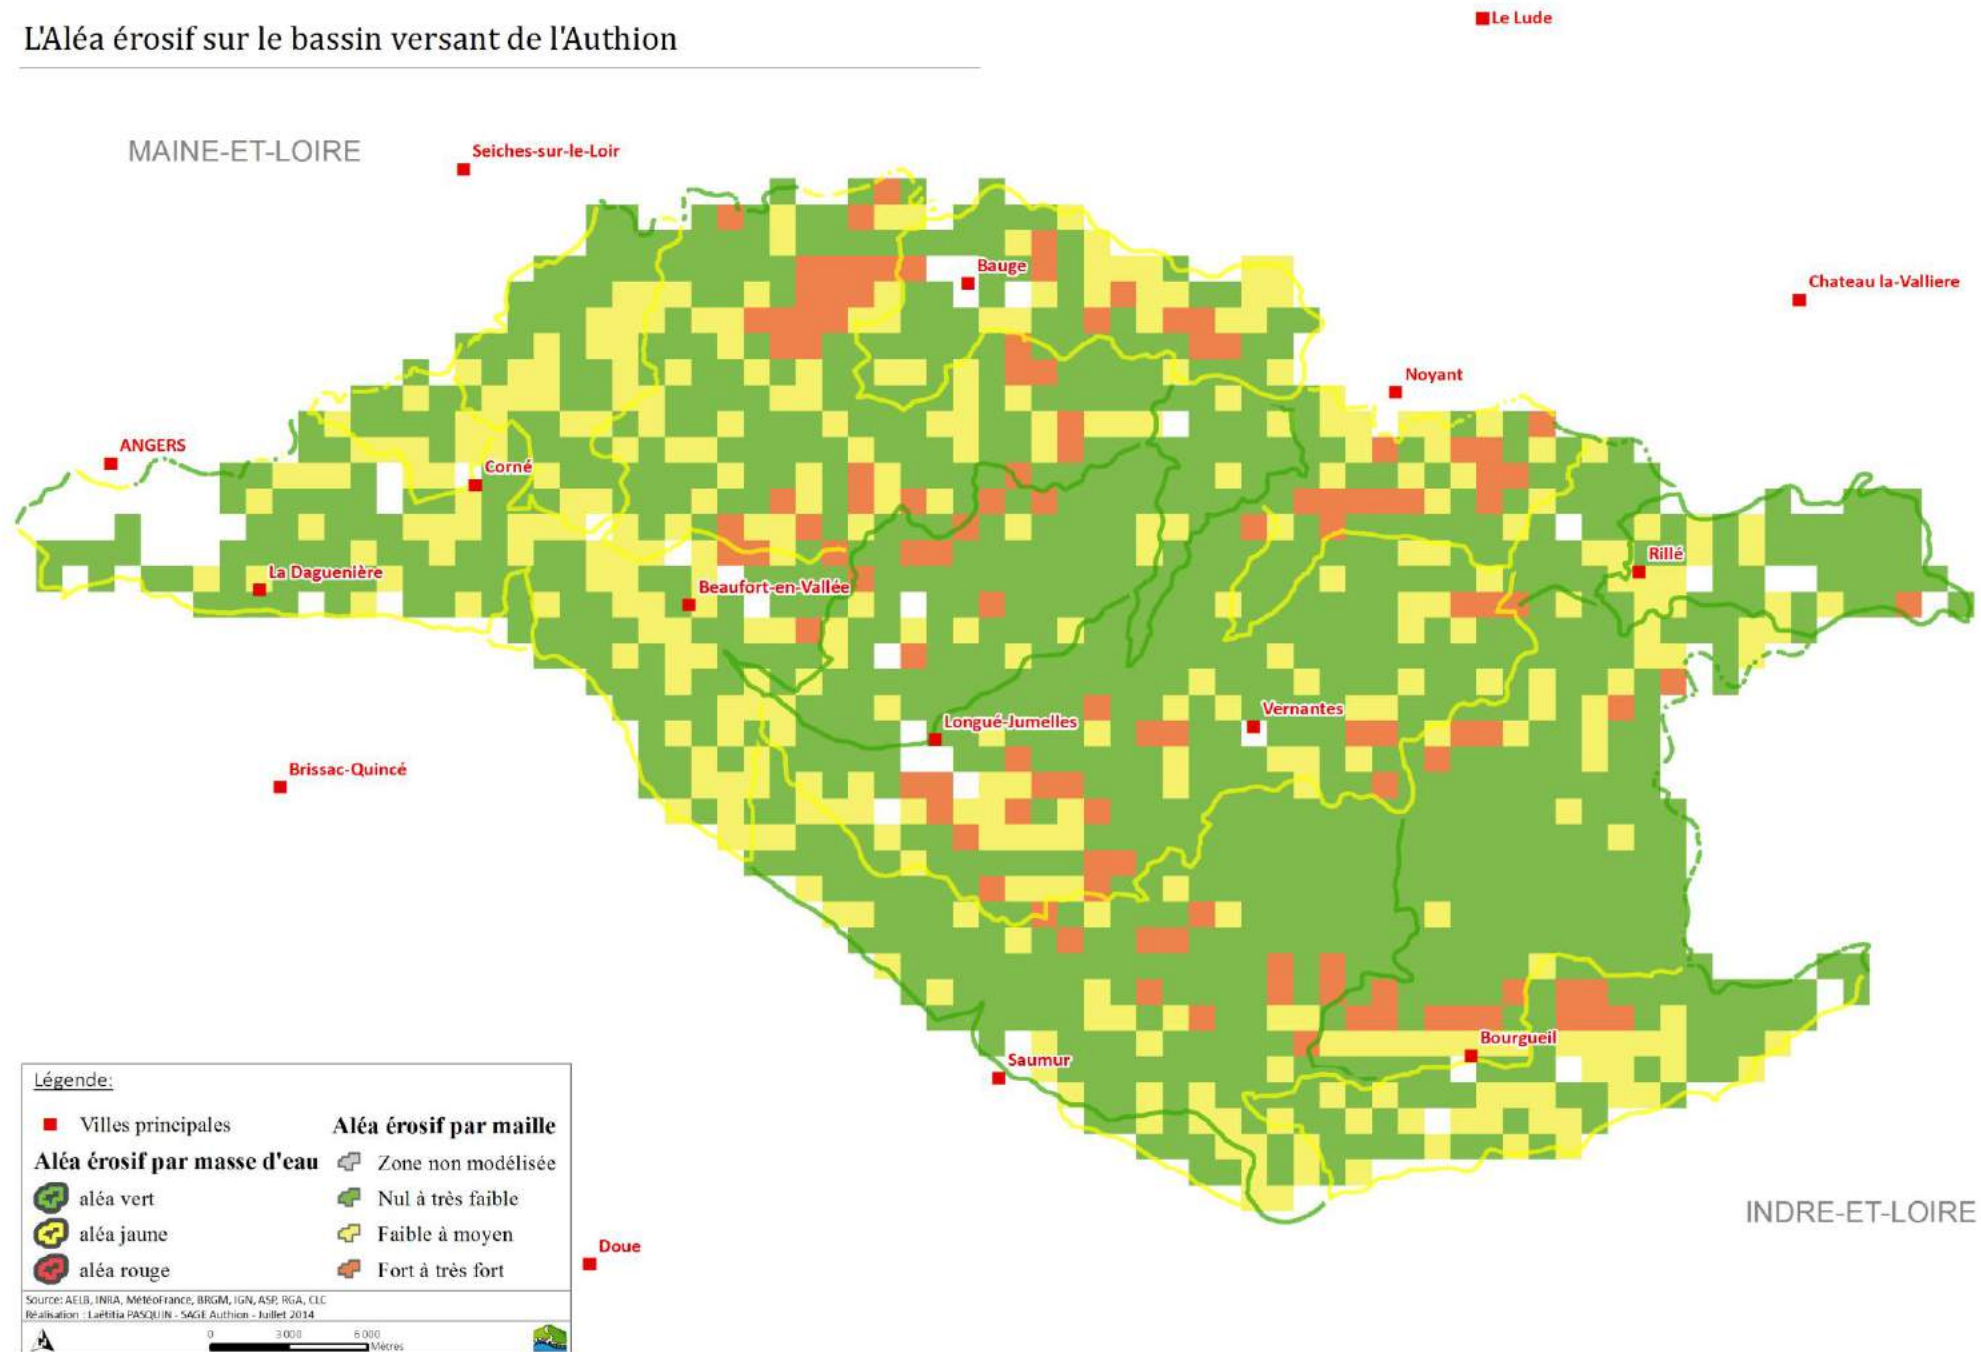 Le Lude
L'Aléa érosif sur le bassin versant de l'Authion
MAINE-ET-LOIRE
Seiches-sur-le-Loir
Bauge
Chateau la-Valliere
Noyant
ANGERS
Corné
Rillé
La Daguenière
Beaufort-en-Vallée
Vernantes
Longué-Jumelles
Brissac-Quincé
Bourgueil
Saumur
INDRE-ET-LOIRE
Doue
Légende:
Villes principales
Aléa érosif par masse d'eau
aléa vert
aléa jaune
aléa rouge
Aléa érosif par maille
Zone non modélisée
Nul à très faible
Faible à moyen
Fort à très fort
Source: AELB, INRA, MétéoFrance, BRGM, IGN, ASP, RGA, CLC
Réalisation : Laëtitia PASQUIN - SAGE Authion - Juillet 2014
0 3 000 6 000
Mètres